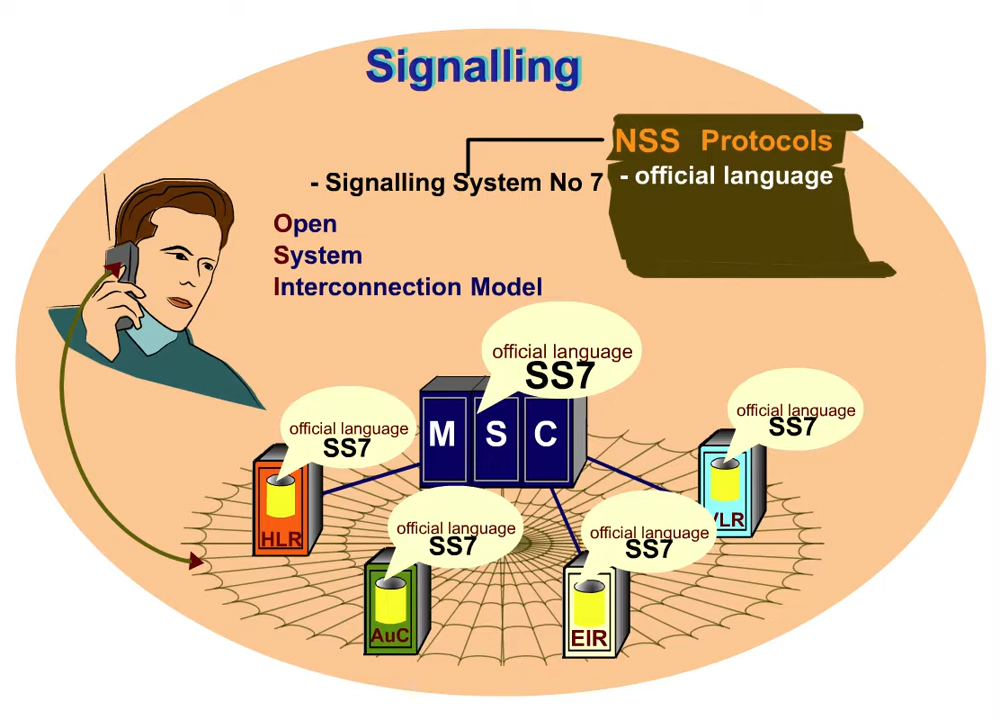 Signalling
NSS Protocols
- official language
- Signalling System No 7
Open
System
Interconnection Model
official language
SS7
M S C
official language
SS7
HLR
official language
SS7
VLR
official language
SS7
AuC
official language
SS7
EIR